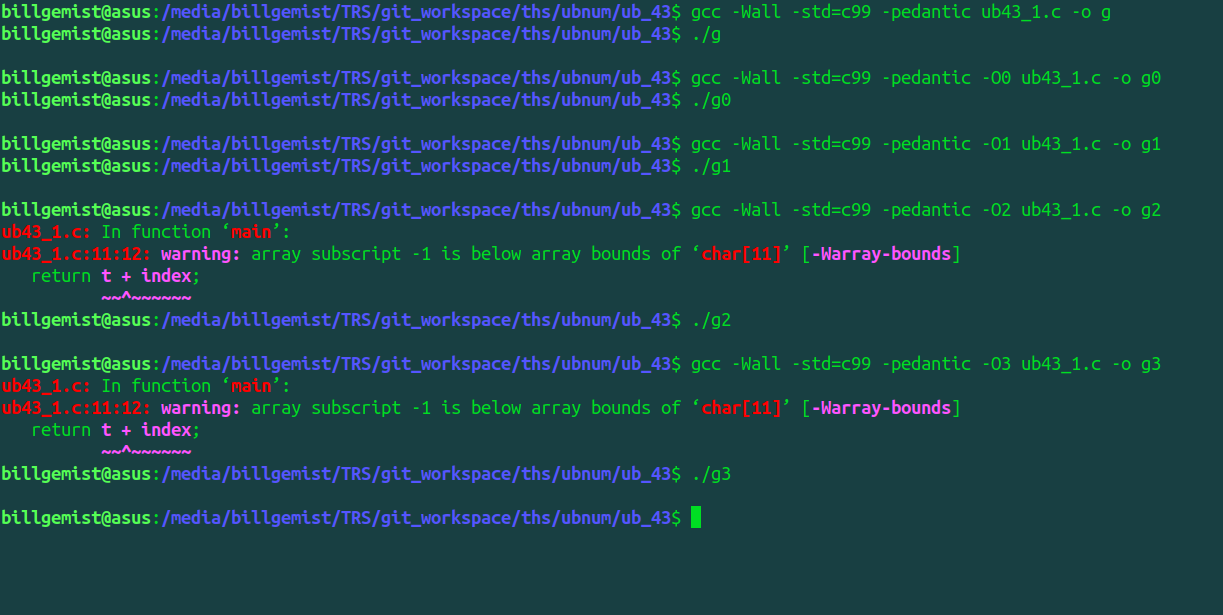 billgemist@asus:/media/billgemist/TRS/git_workspace/ths/ubnum/ub_43$ gcc -Wall -std=c99 -pedantic ub43_1.c -o g
billgemist@asus:/media/billgemist/TRS/git_workspace/ths/ubnum/ub_43$ ./g
billgemist@asus:/media/billgemist/TRS/git_workspace/ths/ubnum/ub_43$ gcc -Wall -std=c99 -pedantic -O0 ub43_1.c -o g0
billgemist@asus:/media/billgemist/TRS/git_workspace/ths/ubnum/ub_43$ ./g0
billgemist@asus:/media/billgemist/TRS/git_workspace/ths/ubnum/ub_43$ gcc -Wall -std=c99 -pedantic -O1 ub43_1.c -o g1
billgemist@asus:/media/billgemist/TRS/git_workspace/ths/ubnum/ub_43$ ./g1
billgemist@asus:/media/billgemist/TRS/git_workspace/ths/ubnum/ub_43$ gcc -Wall -std=c99 -pedantic -O2 ub43_1.c -o g2
ub43_1.c: In function ‘main’:
ub43_1.c:11:12: warning: array subscript -1 is below array bounds of ‘char[11]’ [-Warray-bounds]
   return t + index;
          ~~^~~~~~~
billgemist@asus:/media/billgemist/TRS/git_workspace/ths/ubnum/ub_43$ ./g2
billgemist@asus:/media/billgemist/TRS/git_workspace/ths/ubnum/ub_43$ gcc -Wall -std=c99 -pedantic -O3 ub43_1.c -o g3
ub43_1.c: In function ‘main’:
ub43_1.c:11:12: warning: array subscript -1 is below array bounds of ‘char[11]’ [-Warray-bounds]
   return t + index;
          ~~^~~~~~~
billgemist@asus:/media/billgemist/TRS/git_workspace/ths/ubnum/ub_43$ ./g3
billgemist@asus:/media/billgemist/TRS/git_workspace/ths/ubnum/ub_43$